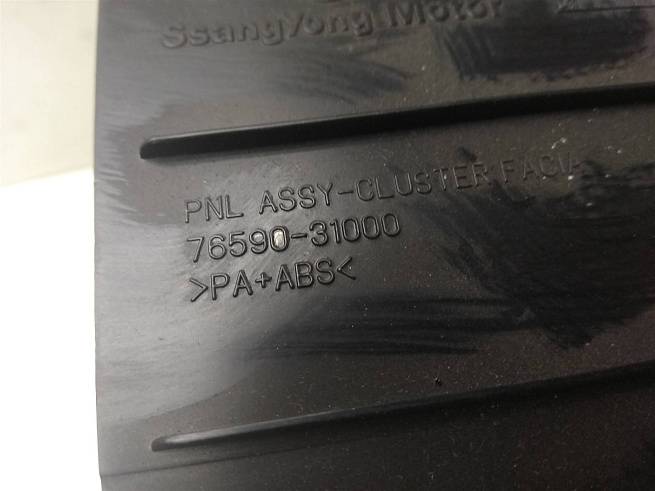 SsangYong Motor
PNL ASSY-CLUSTER FACIA
76590-31000
>PA+ABS<